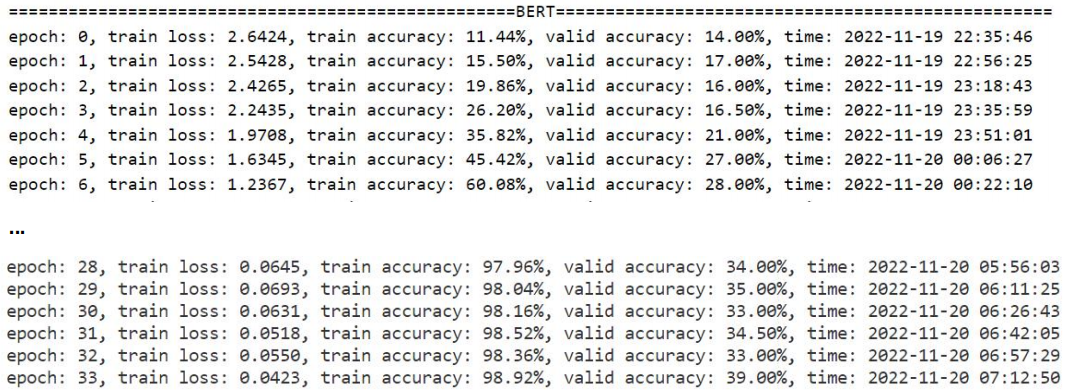 =======================================================BERT======================================================
epoch: 0, train loss: 2.6424, train accuracy: 11.44%, valid accuracy: 14.00%, time: 2022-11-19 22:35:46
epoch: 1, train loss: 2.5428, train accuracy: 15.50%, valid accuracy: 17.00%, time: 2022-11-19 22:56:25
epoch: 2, train loss: 2.4265, train accuracy: 19.86%, valid accuracy: 16.00%, time: 2022-11-19 23:18:43
epoch: 3, train loss: 2.2435, train accuracy: 26.20%, valid accuracy: 16.50%, time: 2022-11-19 23:35:59
epoch: 4, train loss: 1.9708, train accuracy: 35.82%, valid accuracy: 21.00%, time: 2022-11-19 23:51:01
epoch: 5, train loss: 1.6345, train accuracy: 45.42%, valid accuracy: 27.00%, time: 2022-11-20 00:06:27
epoch: 6, train loss: 1.2367, train accuracy: 60.08%, valid accuracy: 28.00%, time: 2022-11-20 00:22:10
...
epoch: 28, train loss: 0.0645, train accuracy: 97.96%, valid accuracy: 34.00%, time: 2022-11-20 05:56:03
epoch: 29, train loss: 0.0693, train accuracy: 98.04%, valid accuracy: 35.00%, time: 2022-11-20 06:11:25
epoch: 30, train loss: 0.0631, train accuracy: 98.16%, valid accuracy: 33.00%, time: 2022-11-20 06:26:43
epoch: 31, train loss: 0.0518, train accuracy: 98.52%, valid accuracy: 34.50%, time: 2022-11-20 06:42:05
epoch: 32, train loss: 0.0550, train accuracy: 98.36%, valid accuracy: 33.00%, time: 2022-11-20 06:57:29
epoch: 33, train loss: 0.0423, train accuracy: 98.92%, valid accuracy: 39.00%, time: 2022-11-20 07:12:50